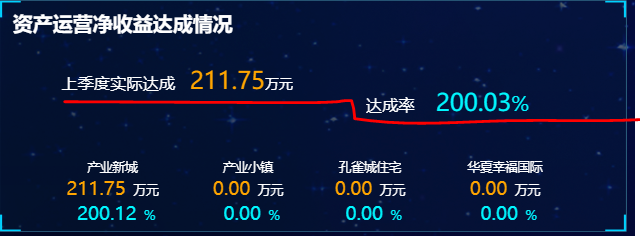 资产运营净收益达成情况
上季度实际达成 211.75万元
达成率 200.03%
产业新城 产业小镇 孔雀城住宅 华夏幸福国际
211.75 万元 0.00 万元 0.00 万元 0.00 万元
200.12 % 0.00 % 0.00 % 0.00 %